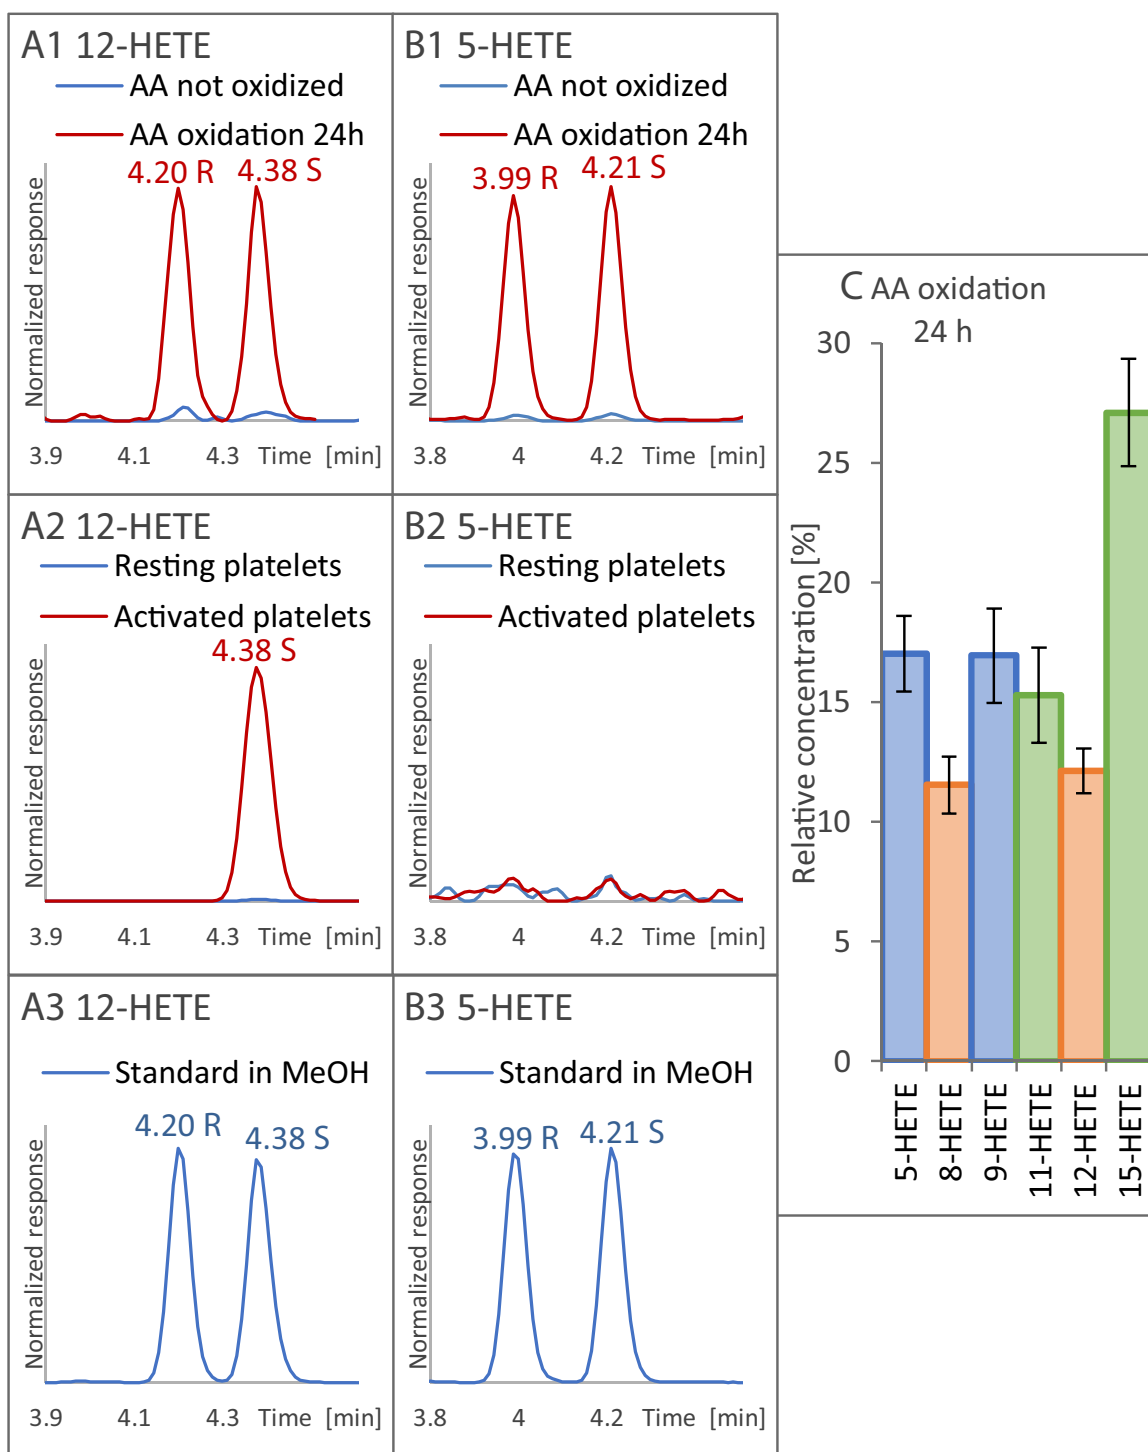 A1 12-HETE
AA not oxidized
AA oxidation 24h
4.20 R 4.38 S
Normalized response
3.9 4.1 4.3 Time [min]
B1 5-HETE
AA not oxidized
AA oxidation 24h
3.99 R 4.21 S
Normalized response
3.8 4 4.2 Time [min]
A2 12-HETE
Resting platelets
Activated platelets
4.38 S
Normalized response
3.9 4.1 4.3 Time [min]
B2 5-HETE
Resting platelets
Activated platelets
Normalized response
3.8 4 4.2 Time [min]
A3 12-HETE
Standard in MeOH
4.20 R 4.38 S
Normalized response
3.9 4.1 4.3 Time [min]
B3 5-HETE
Standard in MeOH
3.99 R 4.21 S
Normalized response
3.8 4 4.2 Time [min]
C AA oxidation
24 h
Relative concentration [%]
30
25
20
15
10
5
0
5-HETE
8-HETE
9-HETE
11-HETE
12-HETE
15-HETE